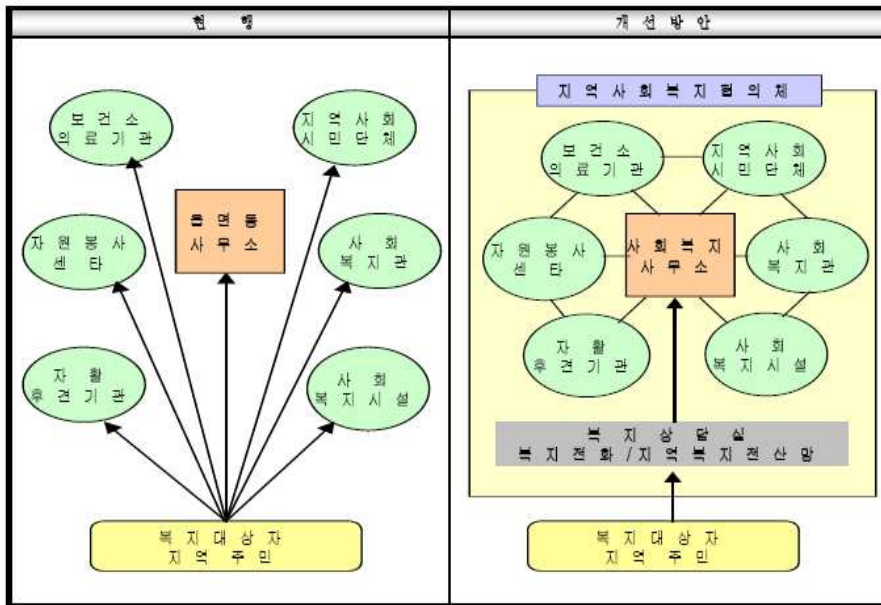 현 행
보건소
의료기관
지역사회
시민단체
읍면동
사무소
자원봉사
센타
사회
복지관
자활
후견기관
사회
복지시설
복지대상자
지역 주민
개선방안
지역사회복지협의체
보건소
의료기관
지역사회
시민단체
자원봉사
센타
사회복지
사무소
사회
복지관
자활
후견기관
사회
복지시설
복지상담실
복지전화/지역복지전산망
복지대상자
지역 주민